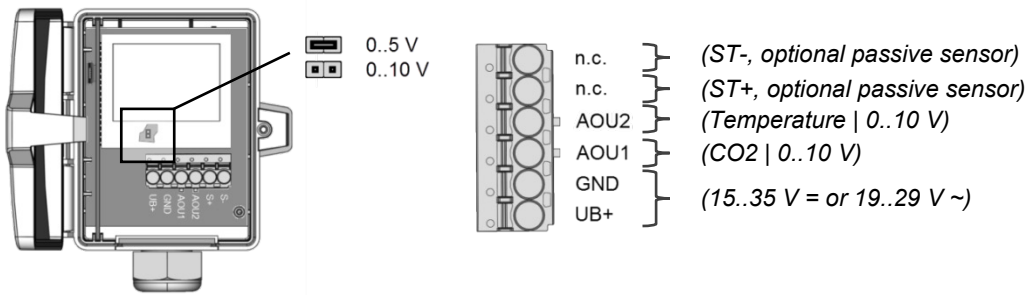 0..5 V
0..10 V
UB+
GND
AOU1
AOU2
S+
S-
n.c. (ST-, optional passive sensor)
n.c. (ST+, optional passive sensor)
AOU2 (Temperature | 0..10 V)
AOU1 (CO2 | 0..10 V)
GND
UB+ (15..35 V = or 19..29 V ~)